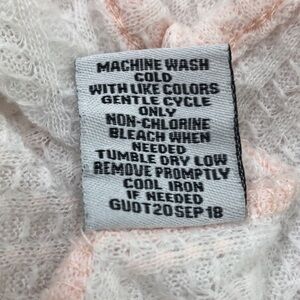 MACHINE WASH
COLD
WITH LIKE COLORS
GENTLE CYCLE
ONLY
NON-CHLORINE
BLEACH WHEN
NEEDED
TUMBLE DRY LOW
REMOVE PROMPTLY
COOL IRON
IF NEEDED
GUOT20SEP18